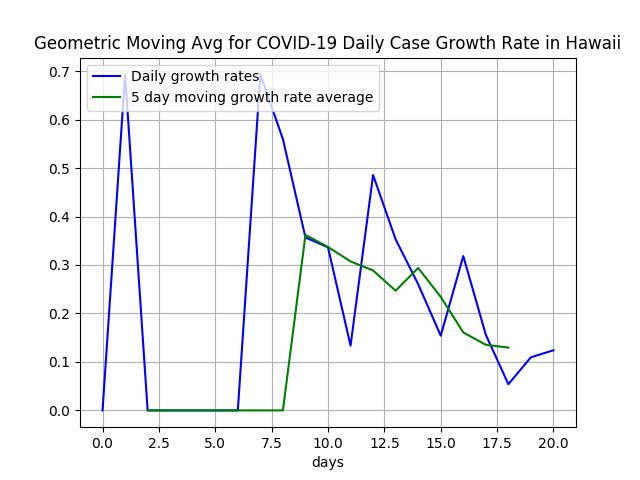 Geometric Moving Avg for COVID-19 Daily Case Growth Rate in Hawaii
Daily growth rates
5 day moving growth rate average
0.7
0.6
0.5
0.4
0.3
0.2
0.1
0.0
0.0 2.5 5.0 7.5 10.0 12.5 15.0 17.5 20.0
days